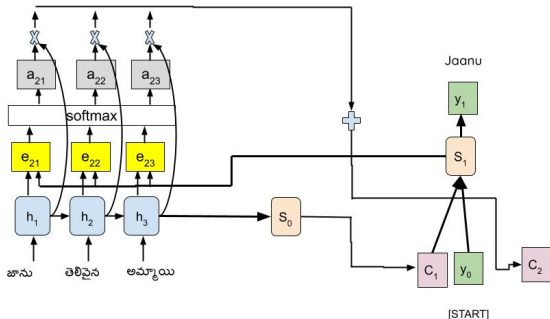 Jaanu
a21 a22 a23
y1
softmax
e21 e22 e23
S1
h1 h2 h3
S0
C1 y0 C2
జాను తెలివైన అమ్మాయి
[START]